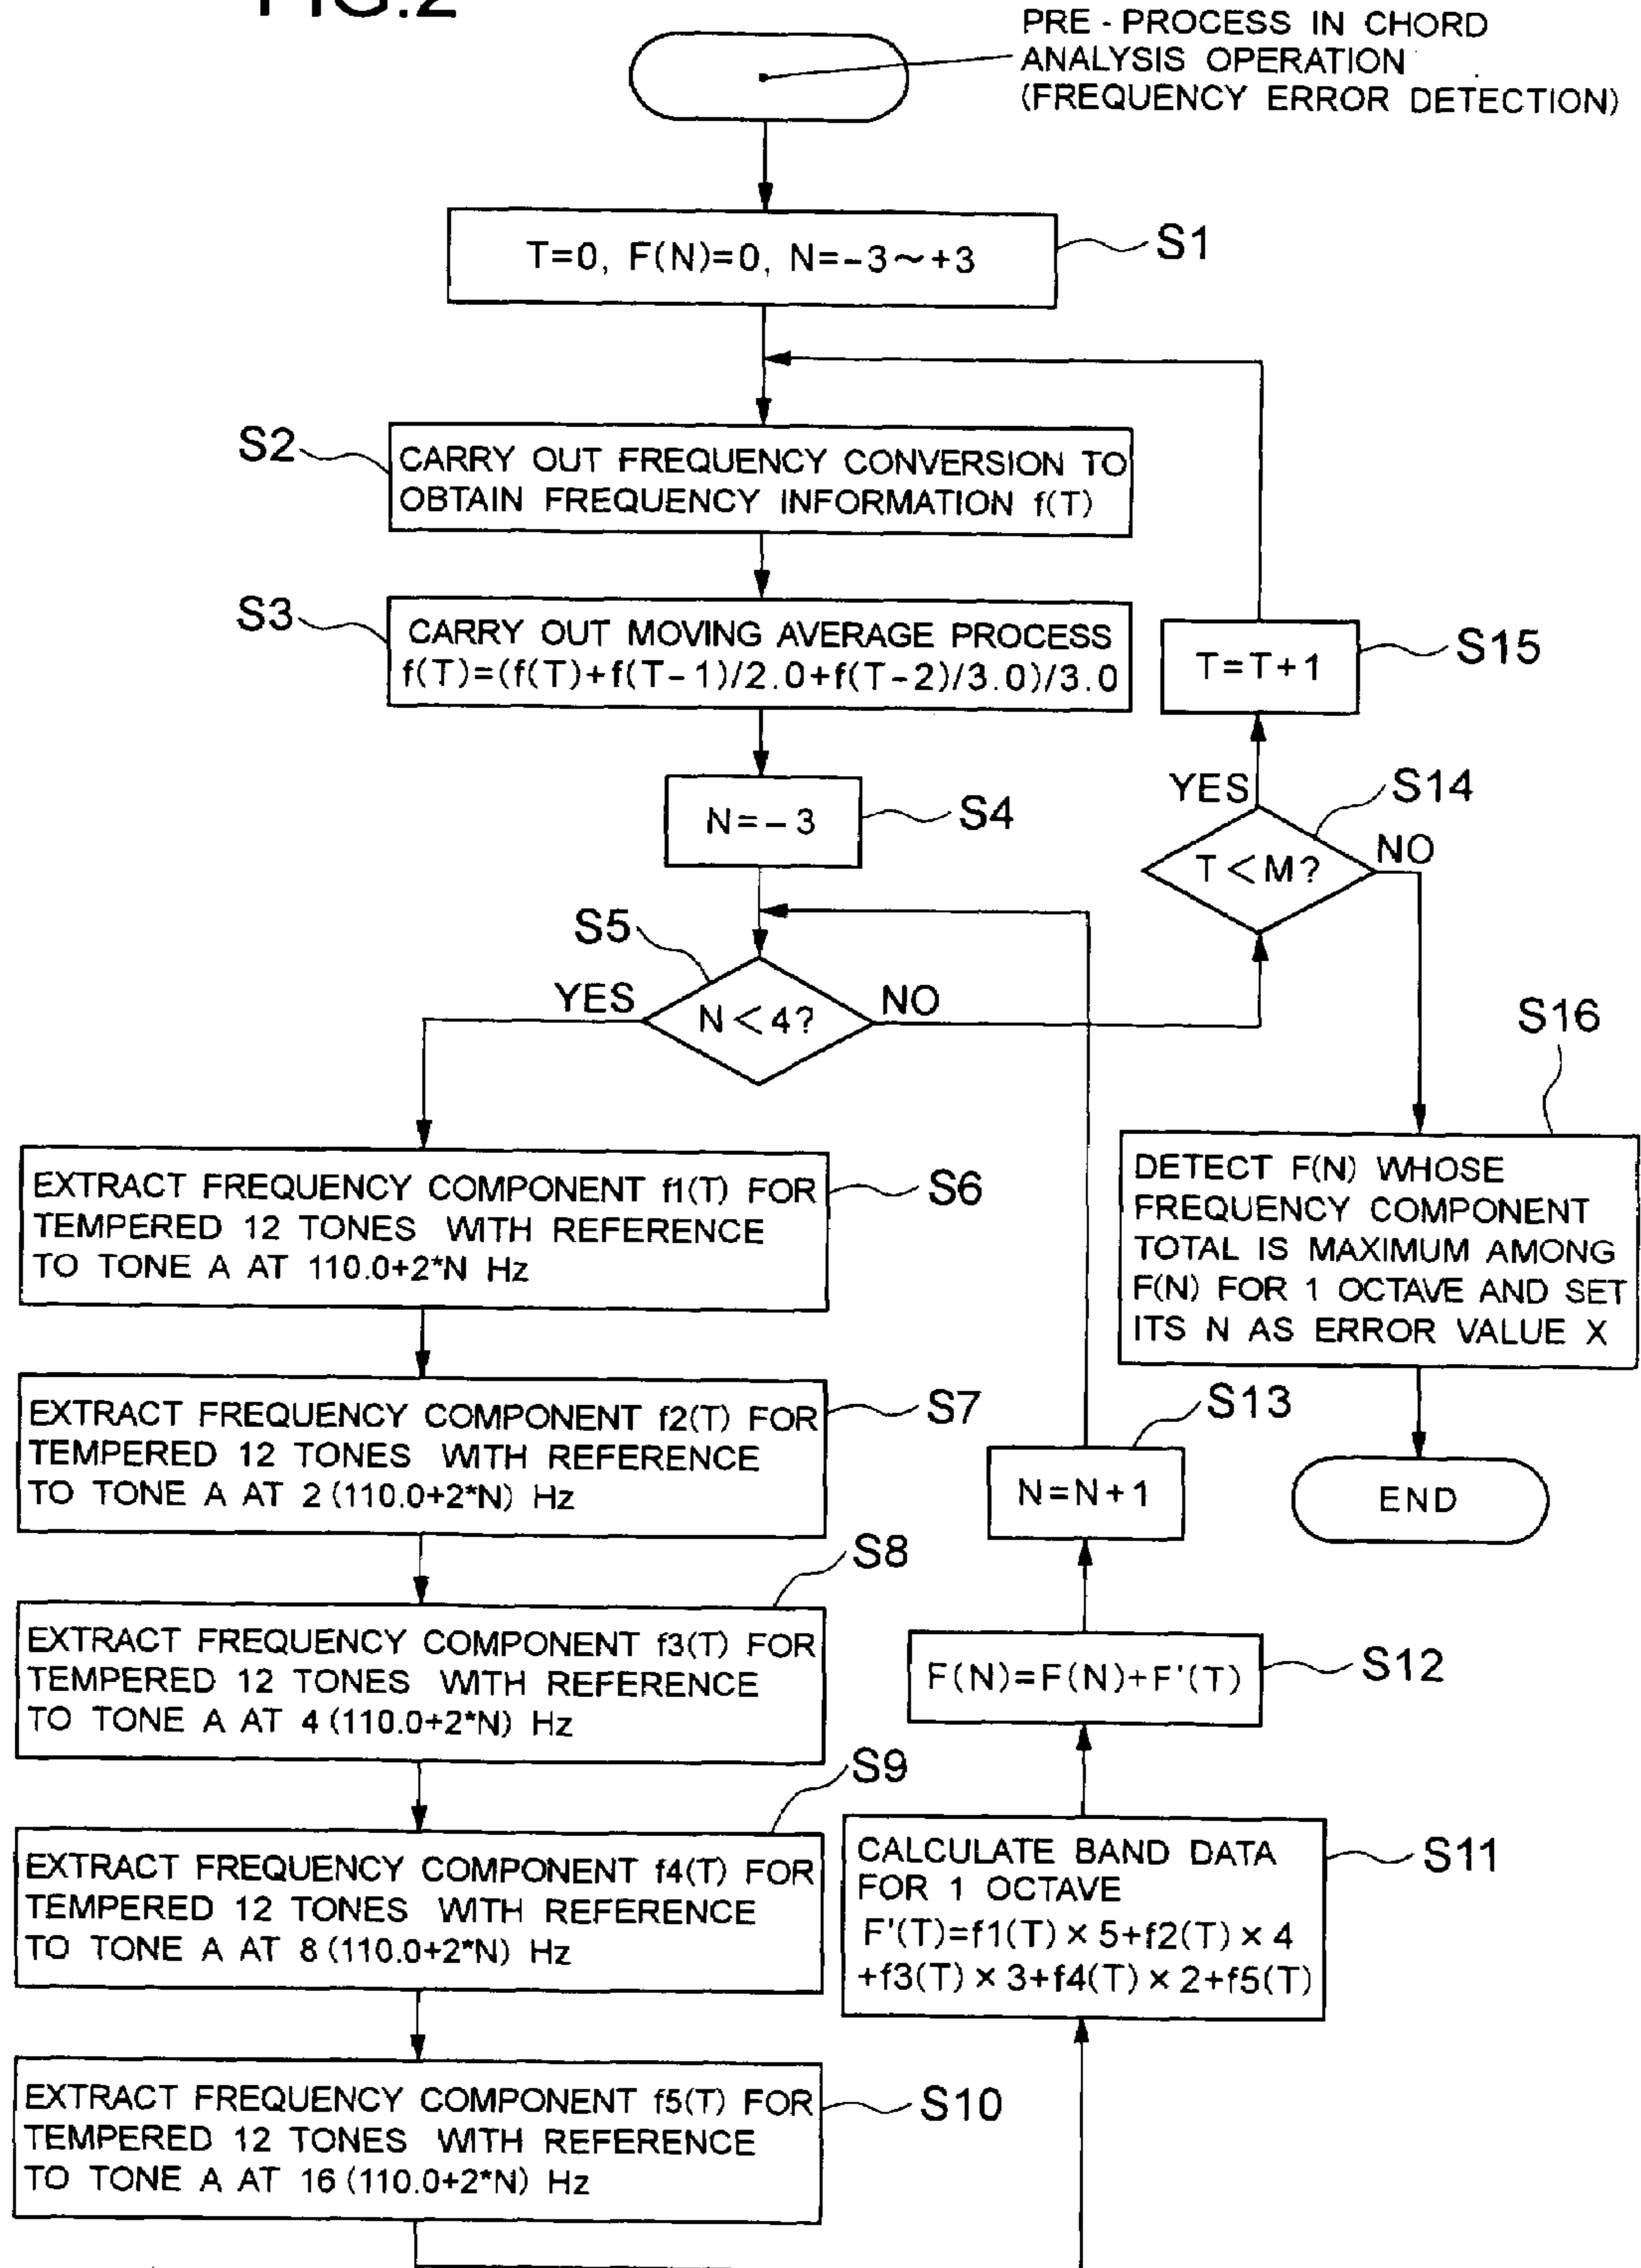 FIG.2
PRE-PROCESS IN CHORD
ANALYSIS OPERATION
(FREQUENCY ERROR DETECTION)
T=0, F(N)=0, N=-3~+3
S1
S2
CARRY OUT FREQUENCY CONVERSION TO
OBTAIN FREQUENCY INFORMATION f(T)
S3
CARRY OUT MOVING AVERAGE PROCESS
f(T)=(f(T)+f(T-1)/2.0+f(T-2)/3.0)/3.0
T=T+1
S15
N=-3
S4
YES
S14
T<M?
NO
S5
YES
N<4?
NO
S16
EXTRACT FREQUENCY COMPONENT f1(T) FOR
TEMPERED 12 TONES WITH REFERENCE
TO TONE A AT 110.0+2*N Hz
S6
DETECT F(N) WHOSE
FREQUENCY COMPONENT
TOTAL IS MAXIMUM AMONG
F(N) FOR 1 OCTAVE AND SET
ITS N AS ERROR VALUE X
EXTRACT FREQUENCY COMPONENT f2(T) FOR
TEMPERED 12 TONES WITH REFERENCE
TO TONE A AT 2(110.0+2*N) Hz
S7
S13
N=N+1
END
S8
EXTRACT FREQUENCY COMPONENT f3(T) FOR
TEMPERED 12 TONES WITH REFERENCE
TO TONE A AT 4(110.0+2*N) Hz
F(N)=F(N)+F'(T)
S12
S9
EXTRACT FREQUENCY COMPONENT f4(T) FOR
TEMPERED 12 TONES WITH REFERENCE
TO TONE A AT 8(110.0+2*N) Hz
CALCULATE BAND DATA
FOR 1 OCTAVE
F'(T)=f1(T)×5+f2(T)×4
+f3(T)×3+f4(T)×2+f5(T)
S11
EXTRACT FREQUENCY COMPONENT f5(T) FOR
TEMPERED 12 TONES WITH REFERENCE
TO TONE A AT 16(110.0+2*N) Hz
S10